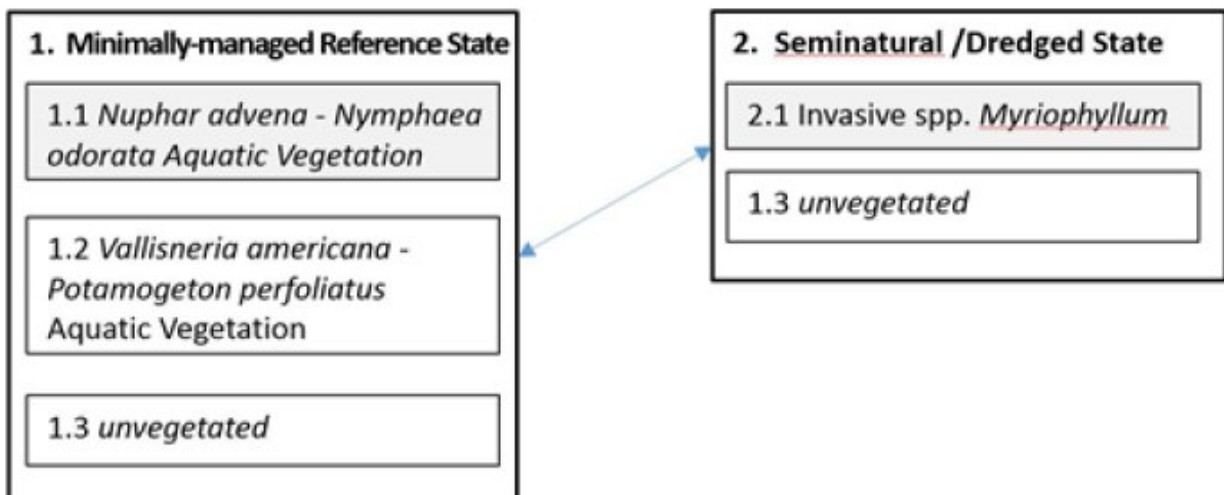 1. Minimally-managed Reference State
1.1 Nuphar advena - Nymphaea
odorata Aquatic Vegetation
1.2 Vallisneria americana -
Potamogeton perfoliatus
Aquatic Vegetation
1.3 unvegetated
2. Seminatural /Dredged State
2.1 Invasive spp. Myriophyllum
1.3 unvegetated